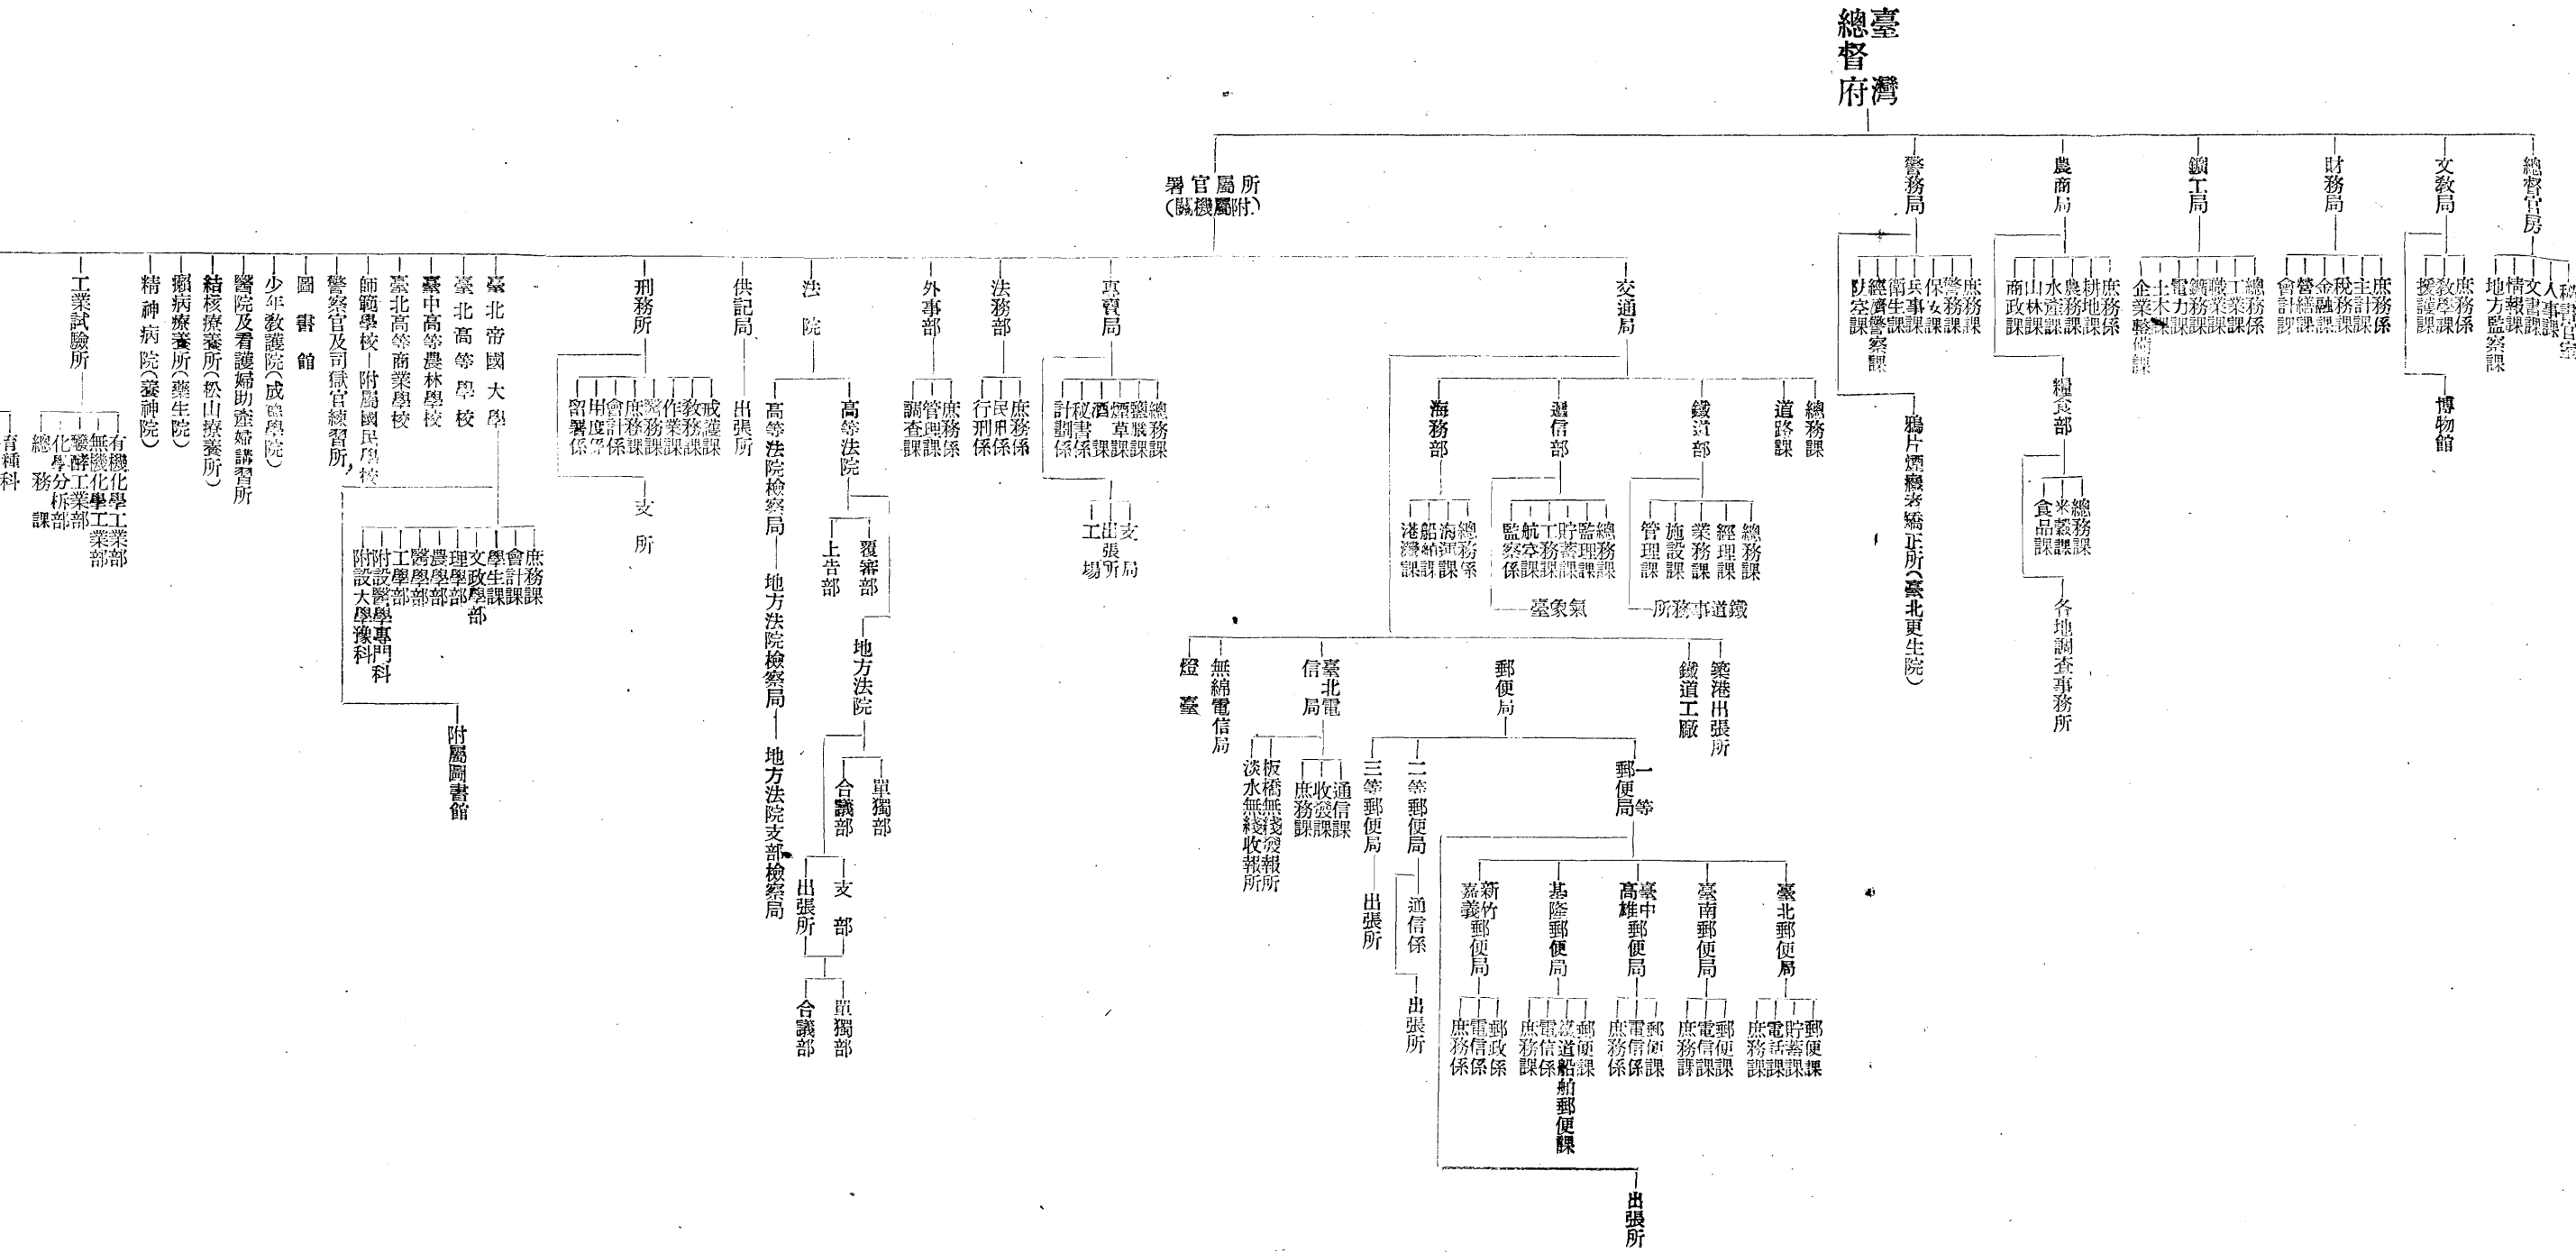 臺灣
總督府
總督官房
人事課
文書課
情報課
地方監察課
文教局
庶務係
教學課
援護課
博物館
財務局
庶務係
主計課
稅務課
金融課
營繕課
會計課
鑛工局
總務係
工業課
職業課
鑛務課
電力課
土木課
企業整備課
農商局
庶務係
耕地課
農務課
水產課
山林課
商政課
糧食部
總務課
米穀課
食品課
各地調查事務所
警務局
庶務課
警務課
保安課
兵事課
衛生課
經濟警察課
防空課
鴉片煙癮者矯正所(臺北更生院)
所屬官署
(附屬機關)
交通局
總務課
道路課
鐵道部
總務課
經理課
業務課
施設課
管理課
鐵道事務所
遞信部
總務課
監理課
貯蓄課
工務課
航空課
監察係
氣象臺
海務部
總務係
海運課
船舶課
港灣課
築港出張所
鐵道工廠
郵便局
一等
郵便局
臺北郵便局
郵便課
貯蓄課
電話課
庶務課
臺南郵便局
郵便課
電信課
庶務課
臺中
高雄郵便局
郵便課
電信係
庶務係
基隆郵便局
郵便課
鐵道船舶郵便課
電信係
庶務課
新竹
嘉義郵便局
郵政係
電信係
庶務係
出張所
二等郵便局
通信係
出張所
三等郵便局
出張所
臺北電
信局
通信課
收發課
庶務課
板橋無綫發報所
淡水無綫收報所
無綿電信局
燈臺
專賣局
總務課
鹽腦課
煙草課
酒課
秘書係
計劃係
支局
出張所
工場
法務部
庶務係
民刑係
行刑係
外事部
庶務係
管理課
調查課
法院
高等法院
覆審部
上告部
地方法院
單獨部
合議部
支部
出張所
單獨部
合議部
高等法院檢察局
地方法院檢察局
地方法院支部檢察局
供託局
出張所
刑務所
戒護課
教務課
作業課
醫務課
庶務課
會計係
用度係
留署係
支所
臺北帝國大學
庶務課
會計課
學生課
文政學部
理學部
農學部
醫學部
工學部
附設醫學專門科
附設大學豫科
附屬圖書館
臺北高等學校
臺中高等農林學校
臺北高等商業學校
師範學校
附屬國民學校
警察官及司獄官練習所
圖書館
少年教護院(成德學院)
醫院及看護婦助產婦講習所
結核療養所(松山療養所)
癩病療養所(樂生院)
精神病院(養神院)
工業試驗所
有機化學工業部
無機化學工業部
醱酵工業部
化學分析部
總務課
育種科